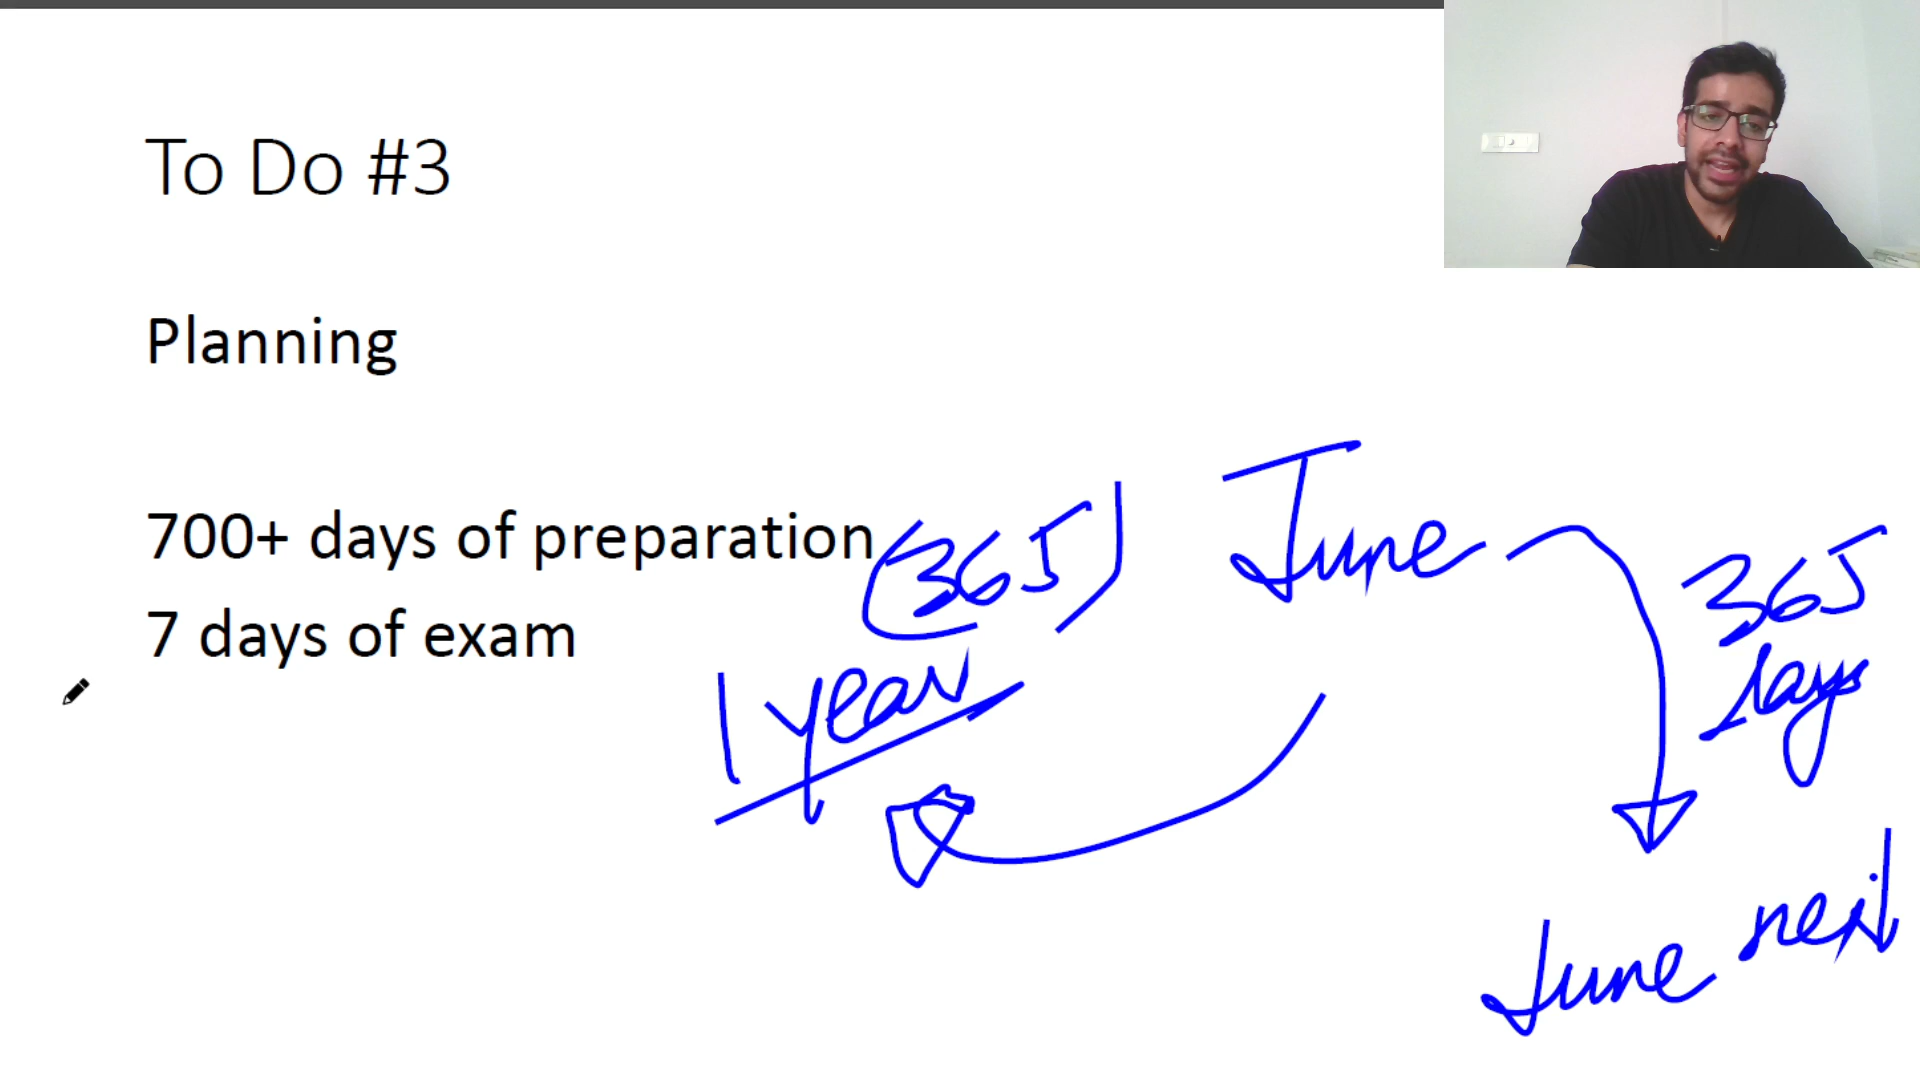 To Do #3
Planning
700+ days of preparation
7 days of exam
(365)
1 year
June
365
days
June next